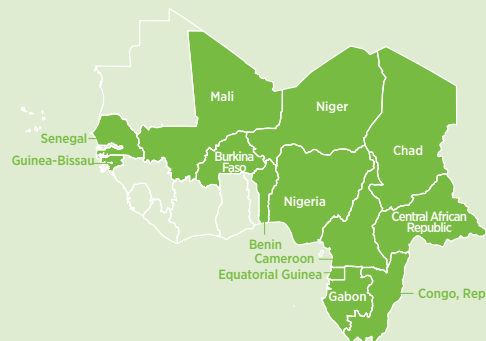 Mali
Niger
Chad
Senegal
Guinea-Bissau
Burkina
Faso
Nigeria
Central African
Republic
Benin
Cameroon
Equatorial Guinea
Gabon
Congo, Rep